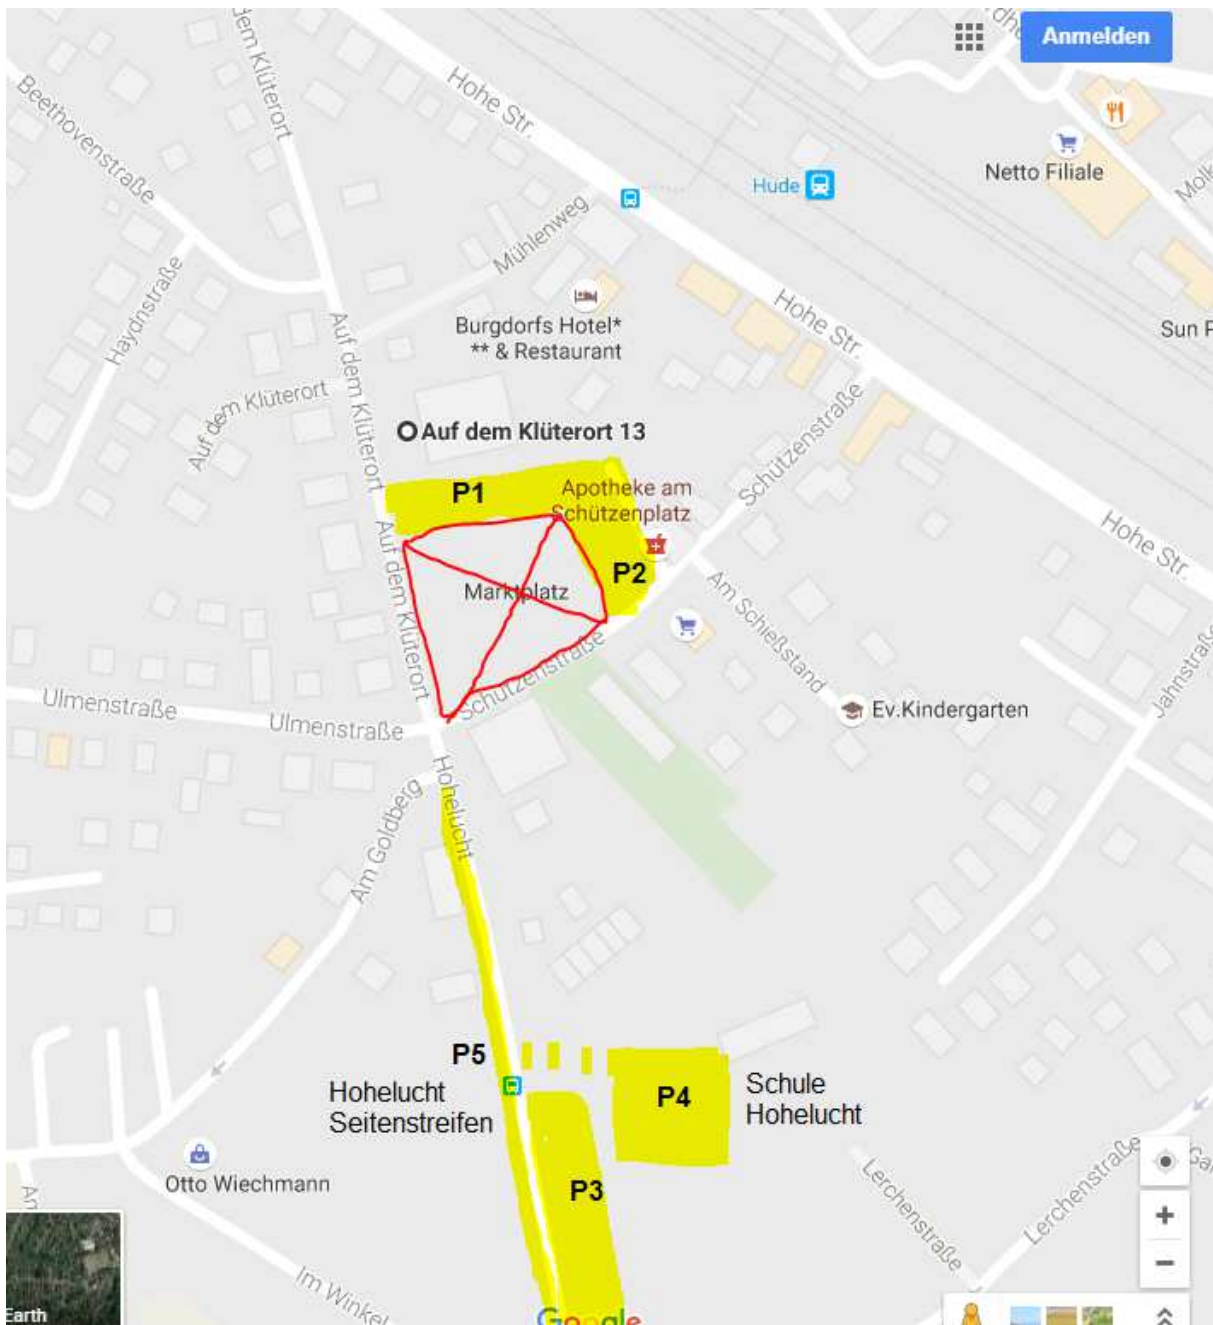 Anmelden
dem Klüterort
Hohe Str.
Beethovenstraße
Netto Filiale
Hude
Mühlenweg
Haydnstraße
Hohe Str.
Burgdorfs Hotel*
** & Restaurant
Sun P
Auf dem Klüterort
Auf dem Klüterort
Schützenstraße
Auf dem Klüterort 13
P1
Apotheke am
Schützenplatz
Hohe Str.
Auf dem Klüterort
P2
Marktplatz
Am Schießstand
Jahnstraße
Schützenstraße
Ulmenstraße
Ulmenstraße
Ev.Kindergarten
Hohelucht
Am Goldberg
P5
Hohelucht
Seitenstreifen
P4
Schule
Hohelucht
Otto Wiechmann
P3
Lerchenstraße
Lerchenstraße
Im Winkel
Earth
Google